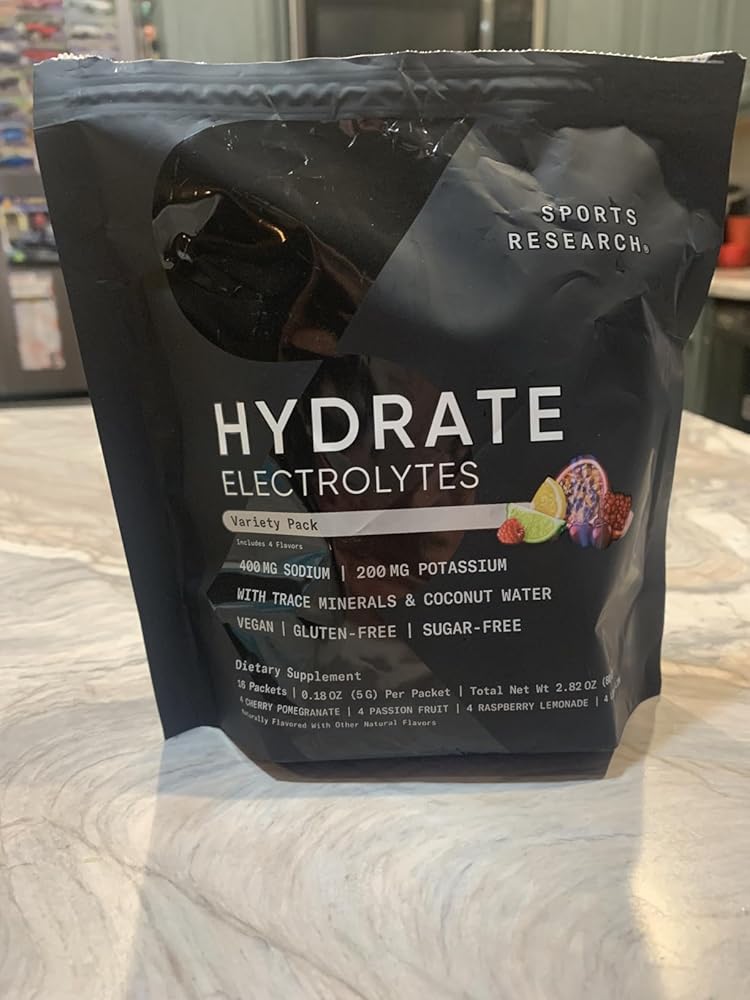 SPORTS
RESEARCH®
HYDRATE
ELECTROLYTES
Variety Pack
Includes 4 Flavors
400 MG SODIUM | 200 MG POTASSIUM
WITH TRACE MINERALS & COCONUT WATER
VEGAN | GLUTEN-FREE | SUGAR-FREE
Dietary Supplement
16 Packets | 0.18 OZ (5 G) Per Packet | Total Net Wt 2.82 OZ
4 CHERRY POMEGRANATE | 4 PASSION FRUIT | 4 RASPBERRY LEMONADE | 4
Naturally Flavored With Other Natural Flavors